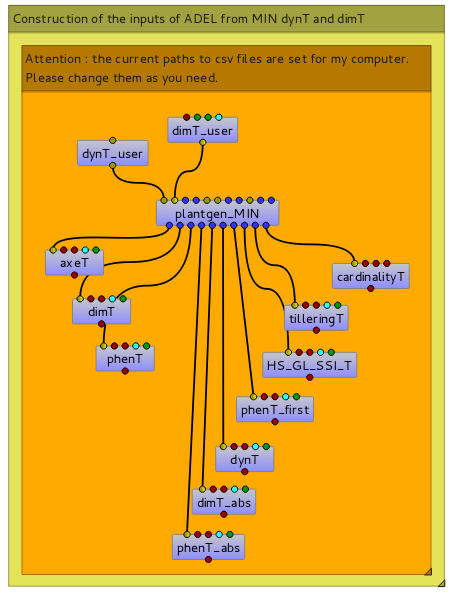 Construction of the inputs of ADEL from MIN dynT and dimT
Attention : the current paths to csv files are set for my computer.
Please change them as you need.
dimT_user
dynT_user
plantgen_MIN
axeT
cardinalityT
dimT
tilleringT
phenT
HS_GL_SSI_T
phenT_first
dynT
dimT_abs
phenT_abs